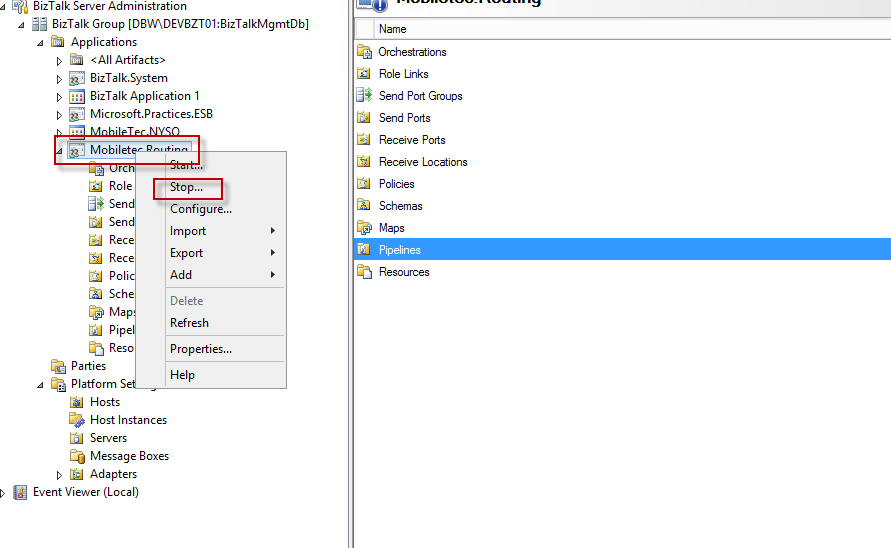 BizTalk Server Administration
BizTalk Group [DBW\DEVBZT01:BizTalkMgmtDb]
Applications
<All Artifacts>
BizTalk.System
BizTalk Application 1
Microsoft.Practices.ESB
MobileTec.NYSO
Mobiletec.Routing
Orch
Role
Send
Send
Rece
Rece
Polic
Sche
Maps
Pipel
Reso
Parties
Platform Setting
Hosts
Host Instances
Servers
Message Boxes
Adapters
Event Viewer (Local)
Start...
Stop...
Configure...
Import
Export
Add
Delete
Refresh
Properties...
Help
Mobiletec.Routing
Name
Orchestrations
Role Links
Send Port Groups
Send Ports
Receive Ports
Receive Locations
Policies
Schemas
Maps
Pipelines
Resources